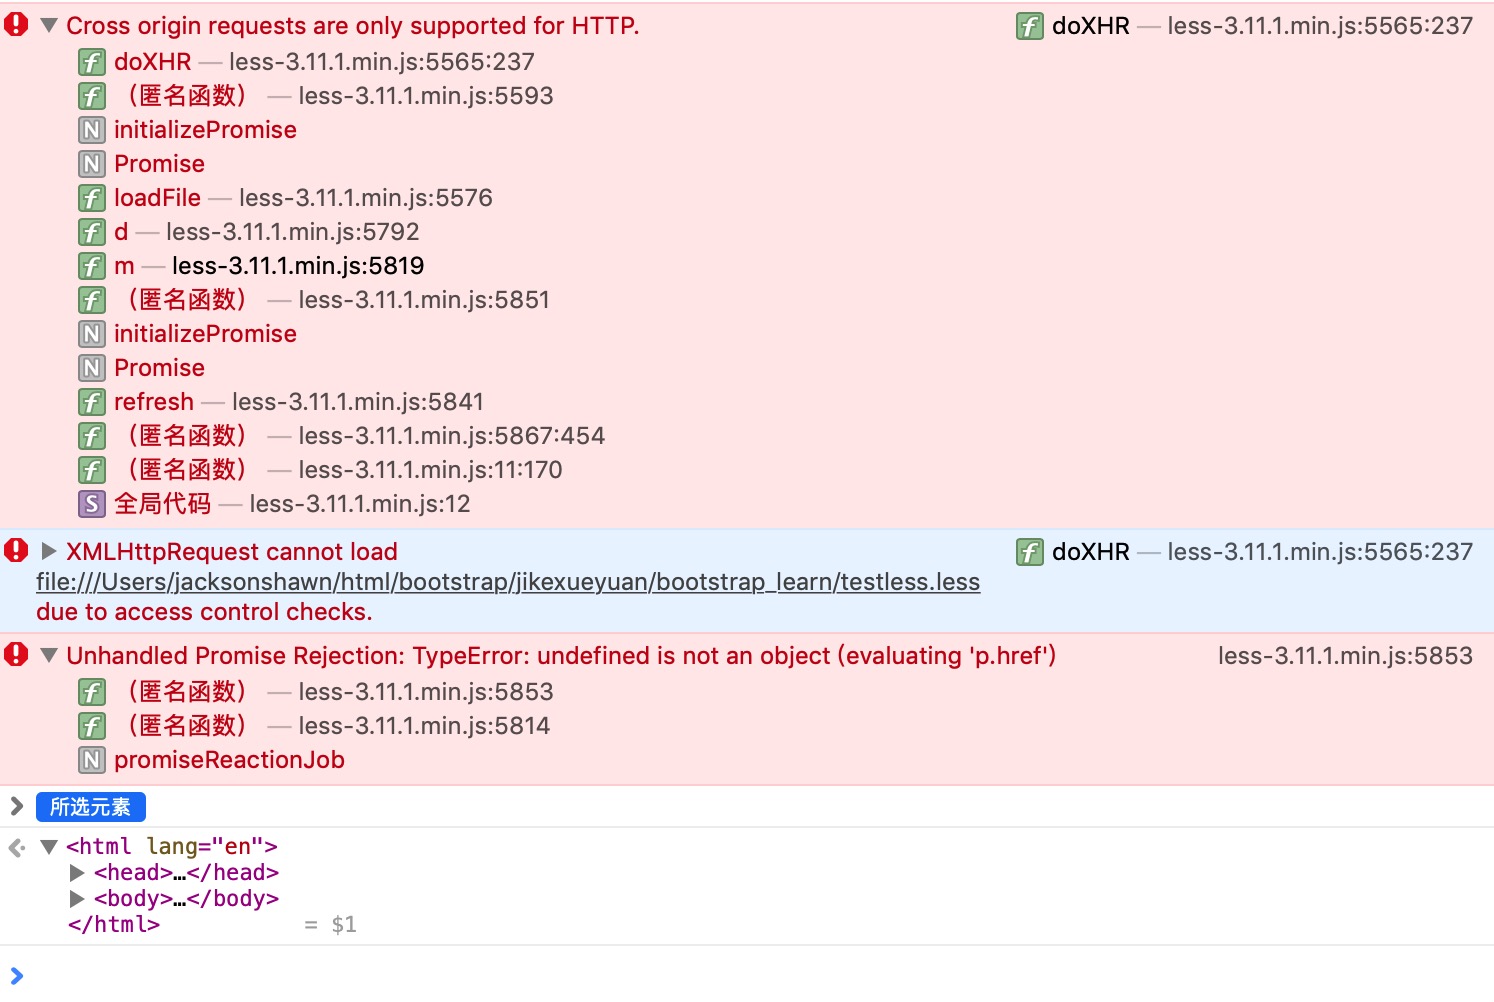 Cross origin requests are only supported for HTTP. doXHR — less-3.11.1.min.js:5565:237
doXHR — less-3.11.1.min.js:5565:237
（匿名函数） — less-3.11.1.min.js:5593
N initializePromise
N Promise
loadFile — less-3.11.1.min.js:5576
d — less-3.11.1.min.js:5792
m — less-3.11.1.min.js:5819
（匿名函数） — less-3.11.1.min.js:5851
N initializePromise
N Promise
refresh — less-3.11.1.min.js:5841
（匿名函数） — less-3.11.1.min.js:5867:454
（匿名函数） — less-3.11.1.min.js:11:170
S 全局代码 — less-3.11.1.min.js:12
XMLHttpRequest cannot load doXHR — less-3.11.1.min.js:5565:237
file:///Users/jacksonshawn/html/bootstrap/jikexueyuan/bootstrap_learn/testless.less
due to access control checks.
Unhandled Promise Rejection: TypeError: undefined is not an object (evaluating 'p.href') less-3.11.1.min.js:5853
（匿名函数） — less-3.11.1.min.js:5853
（匿名函数） — less-3.11.1.min.js:5814
N promiseReactionJob
所选元素
<html lang="en">
<head>…</head>
<body>…</body>
</html> = $1